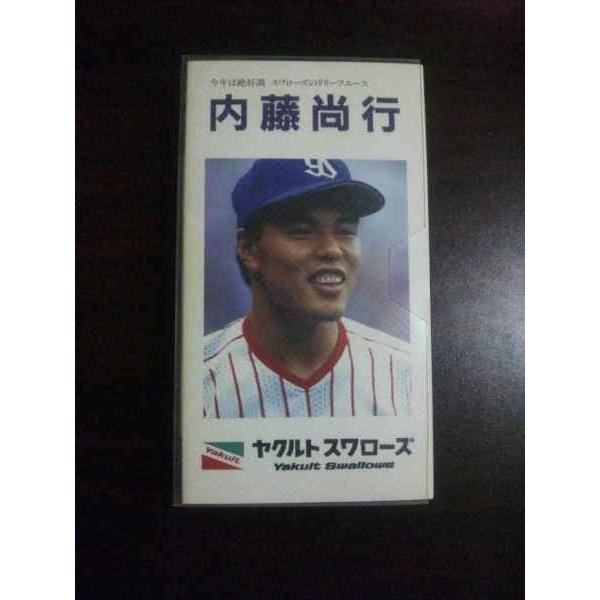 今年は絶好調 スワローズのリリーフエース
内藤尚行
Yakult
ヤクルト スワローズ
Yakult Swallows